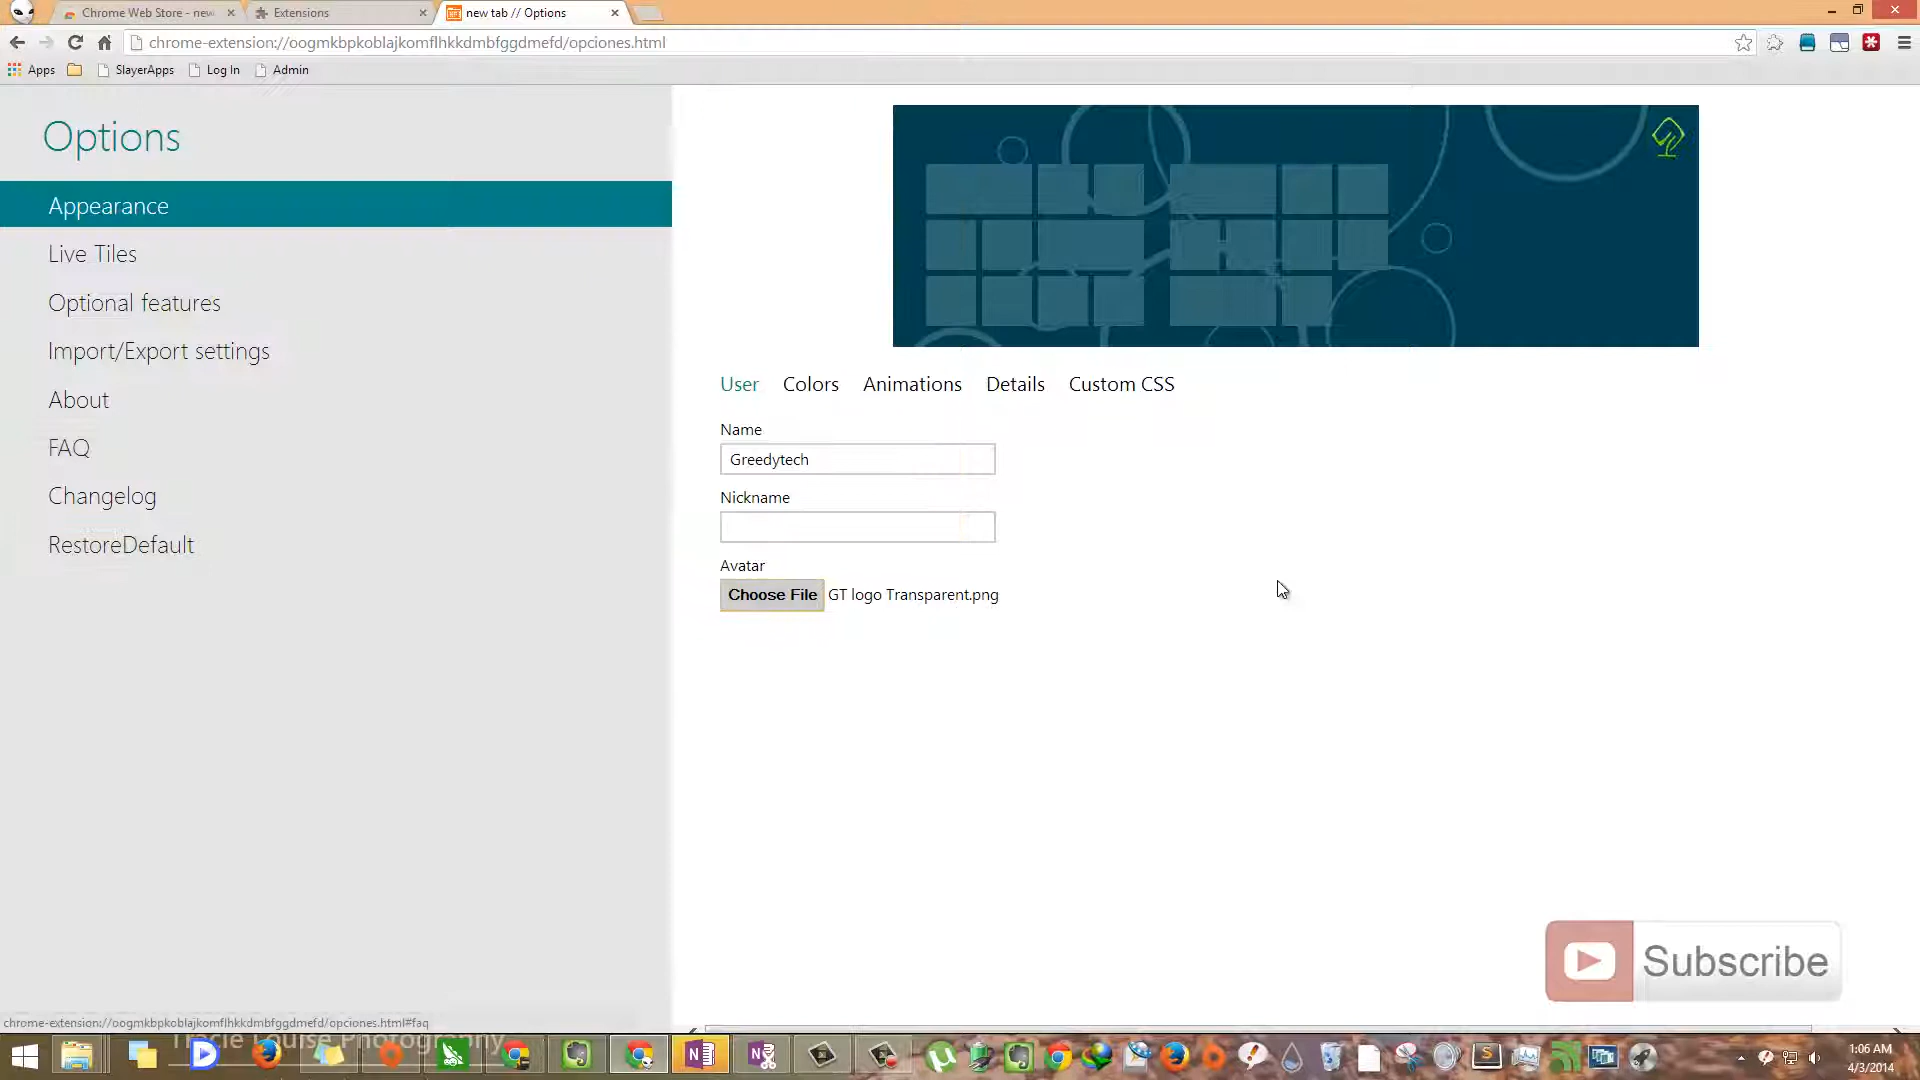 Chrome Web Store - new
Extensions
new tab // Options
chrome-extension://oogmkbpkoblajkomflhkkdmbfggdmefd/opciones.html
Apps
SlayerApps
Log In
Admin
Options
Appearance
Live Tiles
Optional features
Import/Export settings
About
FAQ
Changelog
RestoreDefault
User Colors Animations Details Custom CSS
Name
Greedytech
Nickname
Avatar
Choose File GT logo Transparent.png
Subscribe
chrome-extension://oogmkbpkoblajkomflhkkdmbfggdmefd/opciones.html#faq
Tracie Louise Photography
1:06 AM
4/3/2014